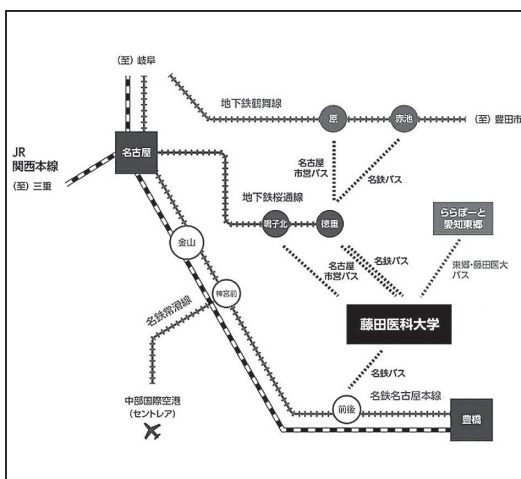 (至) 岐阜
地下鉄鶴舞線
原
赤池
(至) 豊田市
JR
関西本線
(至) 三重
名古屋
名古屋
市営バス
名鉄バス
地下鉄桜通線
鳴子北
徳重
ららぽーと
愛知東郷
金山
名古屋
市営バス
名鉄バス
東郷・藤田医大
バス
神宮前
名鉄常滑線
藤田医科大学
名鉄バス
中部国際空港
(セントレア)
前後
名鉄名古屋本線
豊橋